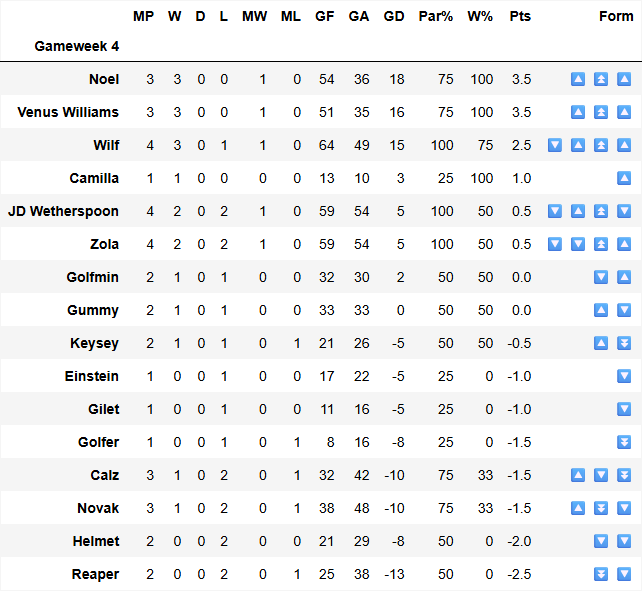 MP W D L MW ML GF GA GD Par% W% Pts Form
Gameweek 4
Noel 3 3 0 0 1 0 54 36 18 75 100 3.5 🔼 ⏫ 🔼
Venus Williams 3 3 0 0 1 0 51 35 16 75 100 3.5 🔼 ⏫ 🔼
Wilf 4 3 0 1 1 0 64 49 15 100 75 2.5 🔽 🔼 ⏫ 🔼
Camilla 1 1 0 0 0 0 13 10 3 25 100 1.0 🔼
JD Wetherspoon 4 2 0 2 1 0 59 54 5 100 50 0.5 🔽 🔼 ⏫ 🔽
Zola 4 2 0 2 1 0 59 54 5 100 50 0.5 🔽 🔽 ⏫ 🔼
Golfmin 2 1 0 1 0 0 32 30 2 50 50 0.0 🔽 🔼
Gummy 2 1 0 1 0 0 33 33 0 50 50 0.0 🔼 🔽
Keysey 2 1 0 1 0 1 21 26 -5 50 50 -0.5 🔼 ⏬
Einstein 1 0 0 1 0 0 17 22 -5 25 0 -1.0 🔽
Gilet 1 0 0 1 0 0 11 16 -5 25 0 -1.0 🔽
Golfer 1 0 0 1 0 1 8 16 -8 25 0 -1.5 ⏬
Calz 3 1 0 2 0 1 32 42 -10 75 33 -1.5 🔼 🔽 ⏬
Novak 3 1 0 2 0 1 38 48 -10 75 33 -1.5 🔼 ⏬ 🔽
Helmet 2 0 0 2 0 0 21 29 -8 50 0 -2.0 🔽 🔽
Reaper 2 0 0 2 0 1 25 38 -13 50 0 -2.5 ⏬ 🔽